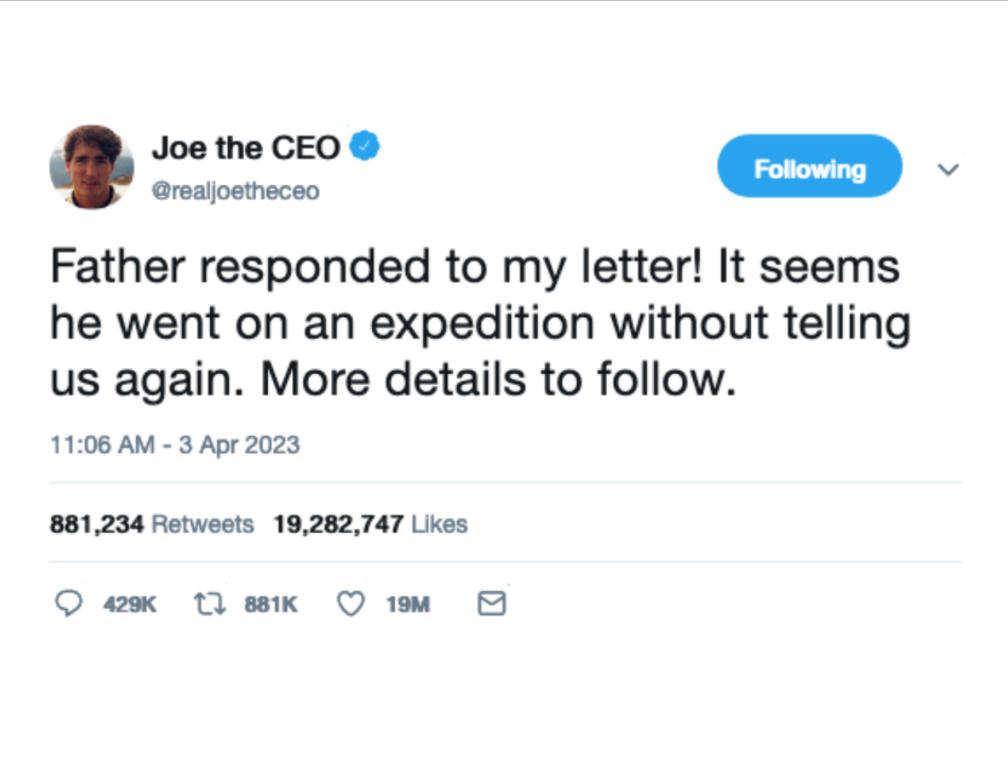 Joe the CEO
@realjoetheceo
Following
Father responded to my letter! It seems
he went on an expedition without telling
us again. More details to follow.
11:06 AM - 3 Apr 2023
881,234 Retweets 19,282,747 Likes
429K 881K 19M